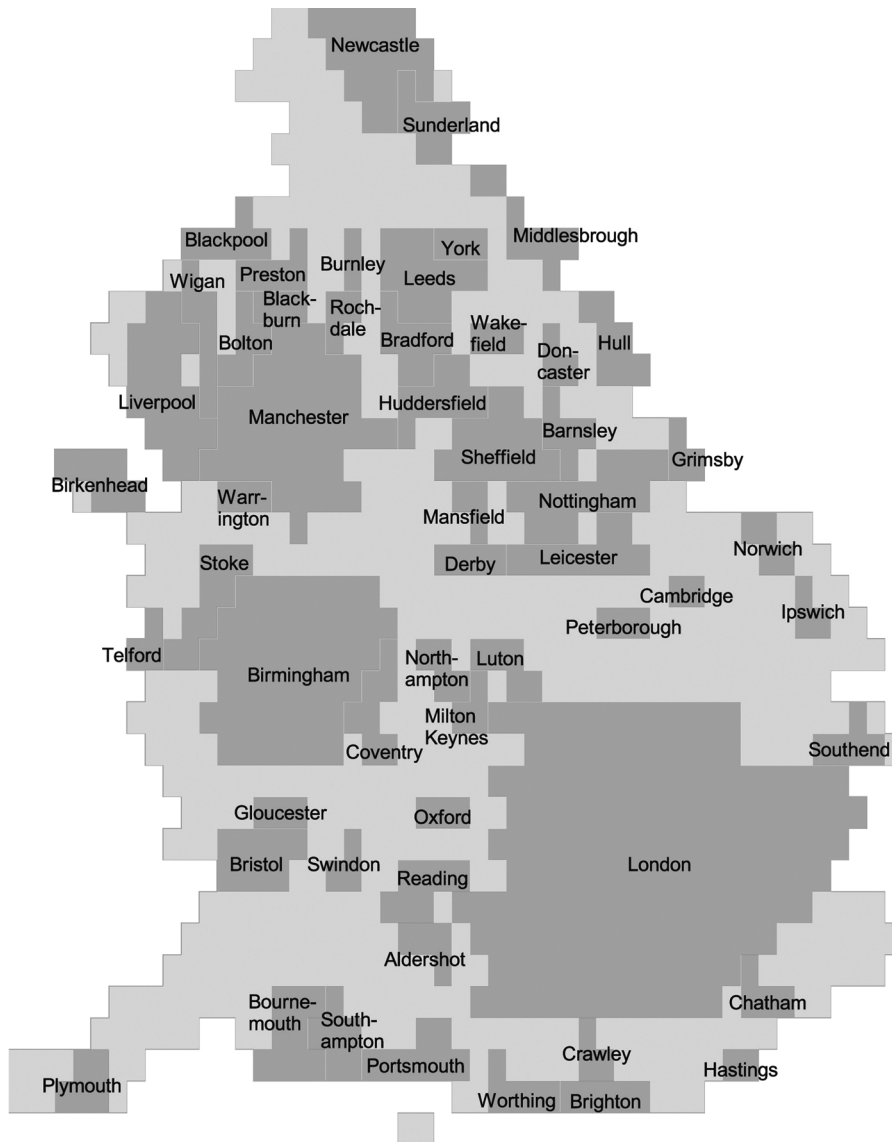 Newcastle
Sunderland
Middlesbrough
Blackpool
York
Burnley
Wigan
Preston
Leeds
Black-
burn
Roch-
dale
Bolton
Bradford
Wake-
field
Don-
caster
Hull
Liverpool
Manchester
Huddersfield
Barnsley
Sheffield
Grimsby
Birkenhead
Warr-
ington
Mansfield
Nottingham
Norwich
Stoke
Derby
Leicester
Cambridge
Ipswich
Peterborough
Telford
Birmingham
North-
ampton
Luton
Milton
Keynes
Coventry
Southend
Gloucester
Oxford
Bristol
Swindon
Reading
London
Aldershot
Bourne-
mouth
South-
ampton
Chatham
Crawley
Portsmouth
Hastings
Plymouth
Worthing
Brighton